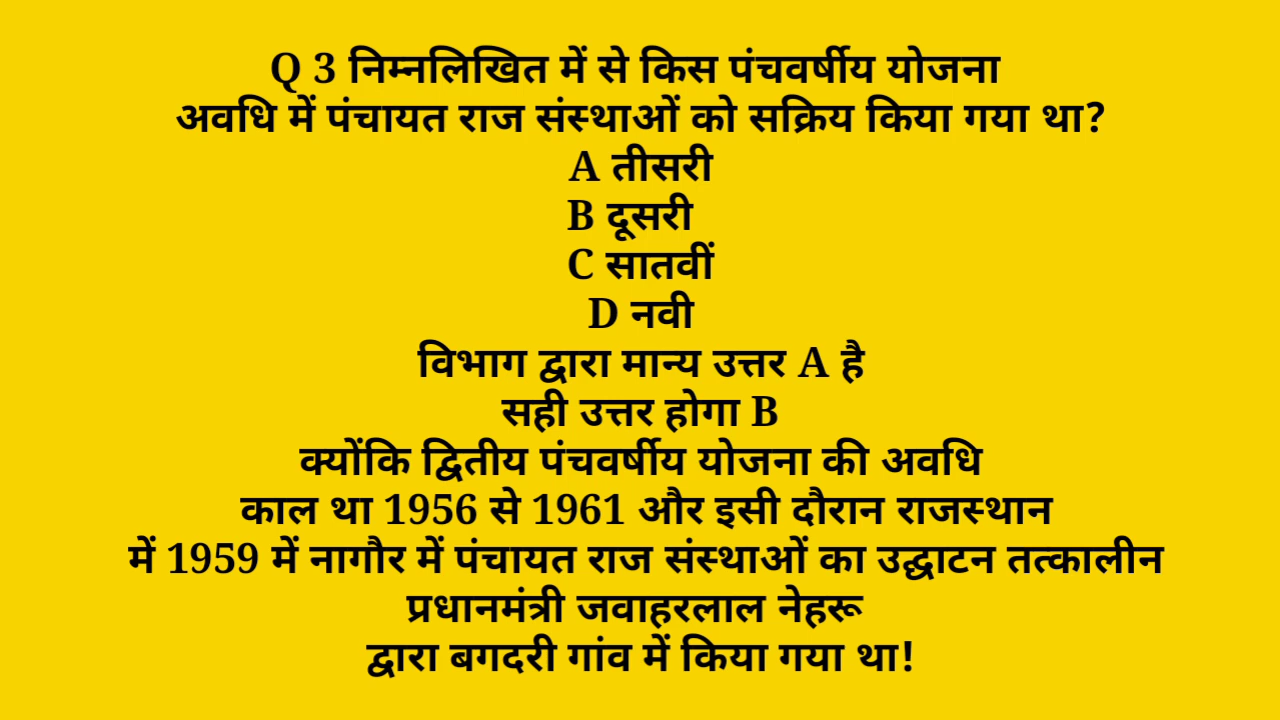 Q 3 निम्नलिखित में से किस पंचवर्षीय योजना
अवधि में पंचायत राज संस्थाओं को सक्रिय किया गया था?
A तीसरी
B दूसरी
C सातवीं
D नवी
विभाग द्वारा मान्य उत्तर A है
सही उत्तर होगा B
क्योंकि द्वितीय पंचवर्षीय योजना की अवधि
काल था 1956 से 1961 और इसी दौरान राजस्थान
में 1959 में नागौर में पंचायत राज संस्थाओं का उद्घाटन तत्कालीन
प्रधानमंत्री जवाहरलाल नेहरू
द्वारा बगदरी गांव में किया गया था!